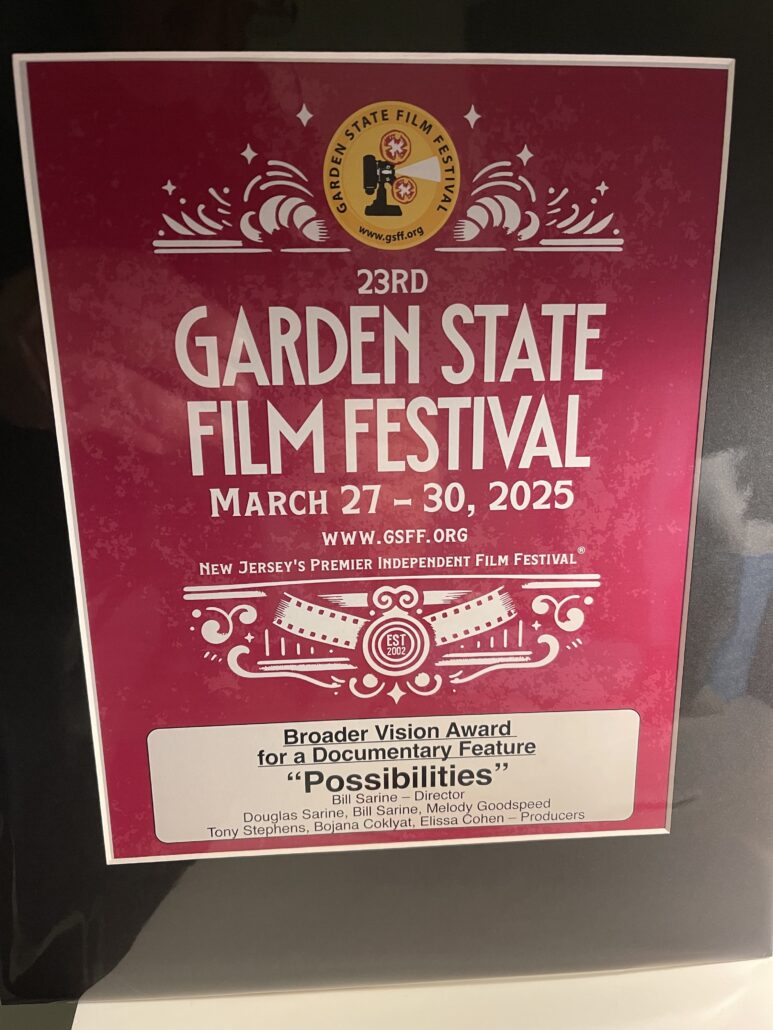 GARDEN STATE FILM FESTIVAL
www.gsff.org
23RD
GARDEN STATE
FILM FESTIVAL
MARCH 27 – 30, 2025
WWW.GSFF.ORG
NEW JERSEY'S PREMIER INDEPENDENT FILM FESTIVAL®
EST
2002
Broader Vision Award
for a Documentary Feature
“Possibilities”
Bill Sarine – Director
Douglas Sarine, Bill Sarine, Melody Goodspeed
Tony Stephens, Bojana Coklyat, Elissa Cohen – Producers